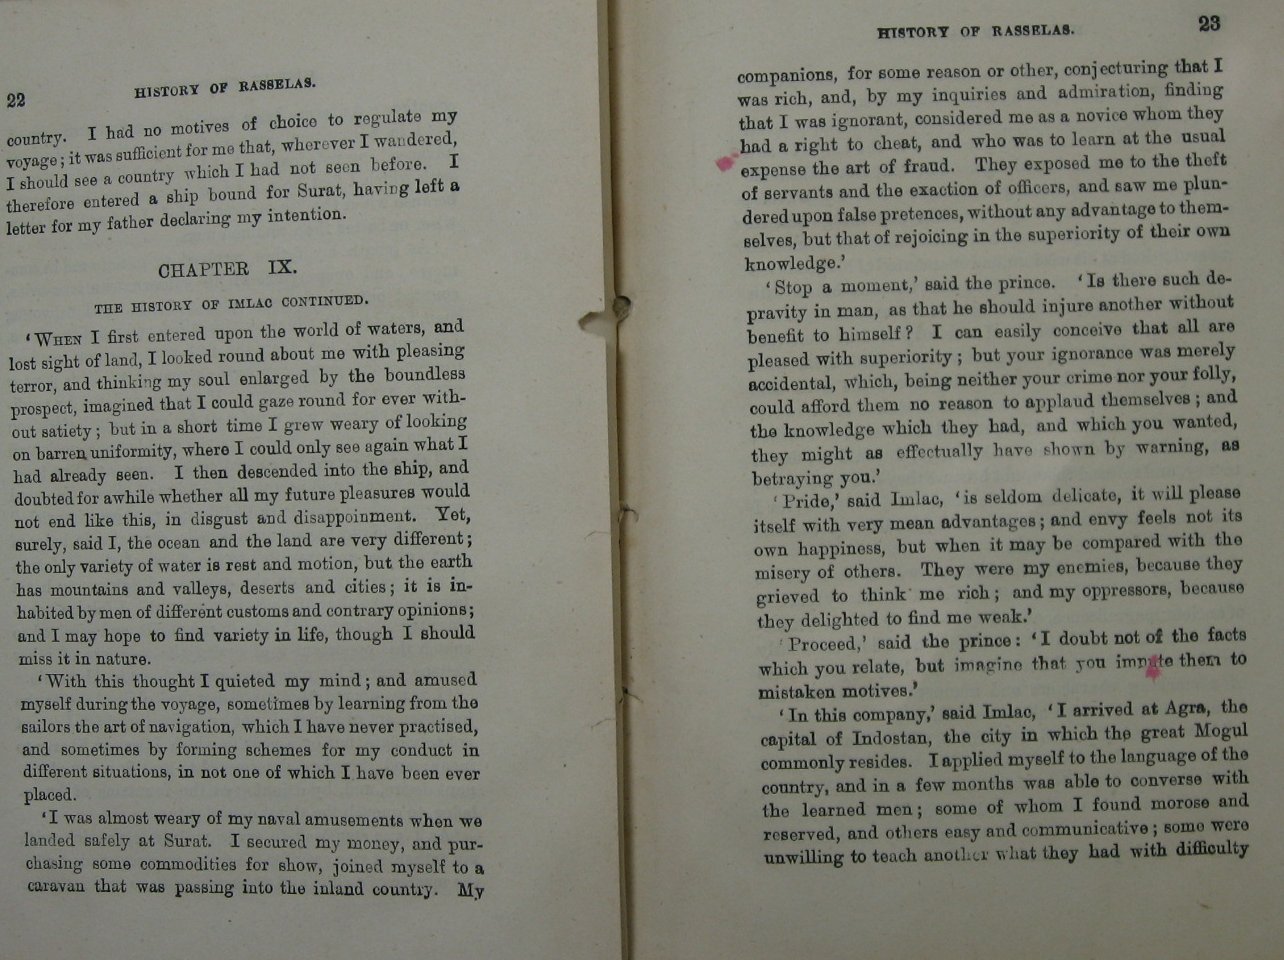 22
HISTORY OF RASSELAS.
country. I had no motives of choice to regulate my
voyage; it was sufficient for me that, wherever I wandered,
I should see a country which I had not seen before. I
therefore entered a ship bound for Surat, having left a
letter for my father declaring my intention.
CHAPTER IX.
THE HISTORY OF IMLAC CONTINUED.
‘WHEN I first entered upon the world of waters, and
lost sight of land, I looked round about me with pleasing
terror, and thinking my soul enlarged by the boundless
prospect, imagined that I could gaze round for ever with-
out satiety; but in a short time I grew weary of looking
on barren uniformity, where I could only see again what I
had already seen. I then descended into the ship, and
doubted for awhile whether all my future pleasures would
not end like this, in disgust and disappoinment. Yet,
surely, said I, the ocean and the land are very different;
the only variety of water is rest and motion, but the earth
has mountains and valleys, deserts and cities; it is in-
habited by men of different customs and contrary opinions;
and I may hope to find variety in life, though I should
miss it in nature.
‘With this thought I quieted my mind; and amused
myself during the voyage, sometimes by learning from the
sailors the art of navigation, which I have never practised,
and sometimes by forming schemes for my conduct in
different situations, in not one of which I have been ever
placed.
‘I was almost weary of my naval amusements when we
landed safely at Surat. I secured my money, and pur-
chasing some commodities for show, joined myself to a
caravan that was passing into the inland country. My
HISTORY OF RASSELAS.
23
companions, for some reason or other, conjecturing that I
was rich, and, by my inquiries and admiration, finding
that I was ignorant, considered me as a novice whom they
had a right to cheat, and who was to learn at the usual
expense the art of fraud. They exposed me to the theft
of servants and the exaction of officers, and saw me plun-
dered upon false pretences, without any advantage to them-
selves, but that of rejoicing in the superiority of their own
knowledge.’
‘Stop a moment,’ said the prince. ‘Is there such de-
pravity in man, as that he should injure another without
benefit to himself? I can easily conceive that all are
pleased with superiority; but your ignorance was merely
accidental, which, being neither your crime nor your folly,
could afford them no reason to applaud themselves; and
the knowledge which they had, and which you wanted,
they might as effectually have shown by warning, as
betraying you.’
‘Pride,’ said Imlac, ‘is seldom delicate, it will please
itself with very mean advantages; and envy feels not its
own happiness, but when it may be compared with the
misery of others. They were my enemies, because they
grieved to think me rich; and my oppressors, because
they delighted to find me weak.’
‘Proceed,’ said the prince: ‘I doubt not of the facts
which you relate, but imagine that you impute them to
mistaken motives.’
‘In this company,’ said Imlac, ‘I arrived at Agra, the
capital of Indostan, the city in which the great Mogul
commonly resides. I applied myself to the language of the
country, and in a few months was able to converse with
the learned men; some of whom I found morose and
reserved, and others easy and communicative; some were
unwilling to teach another what they had with difficulty